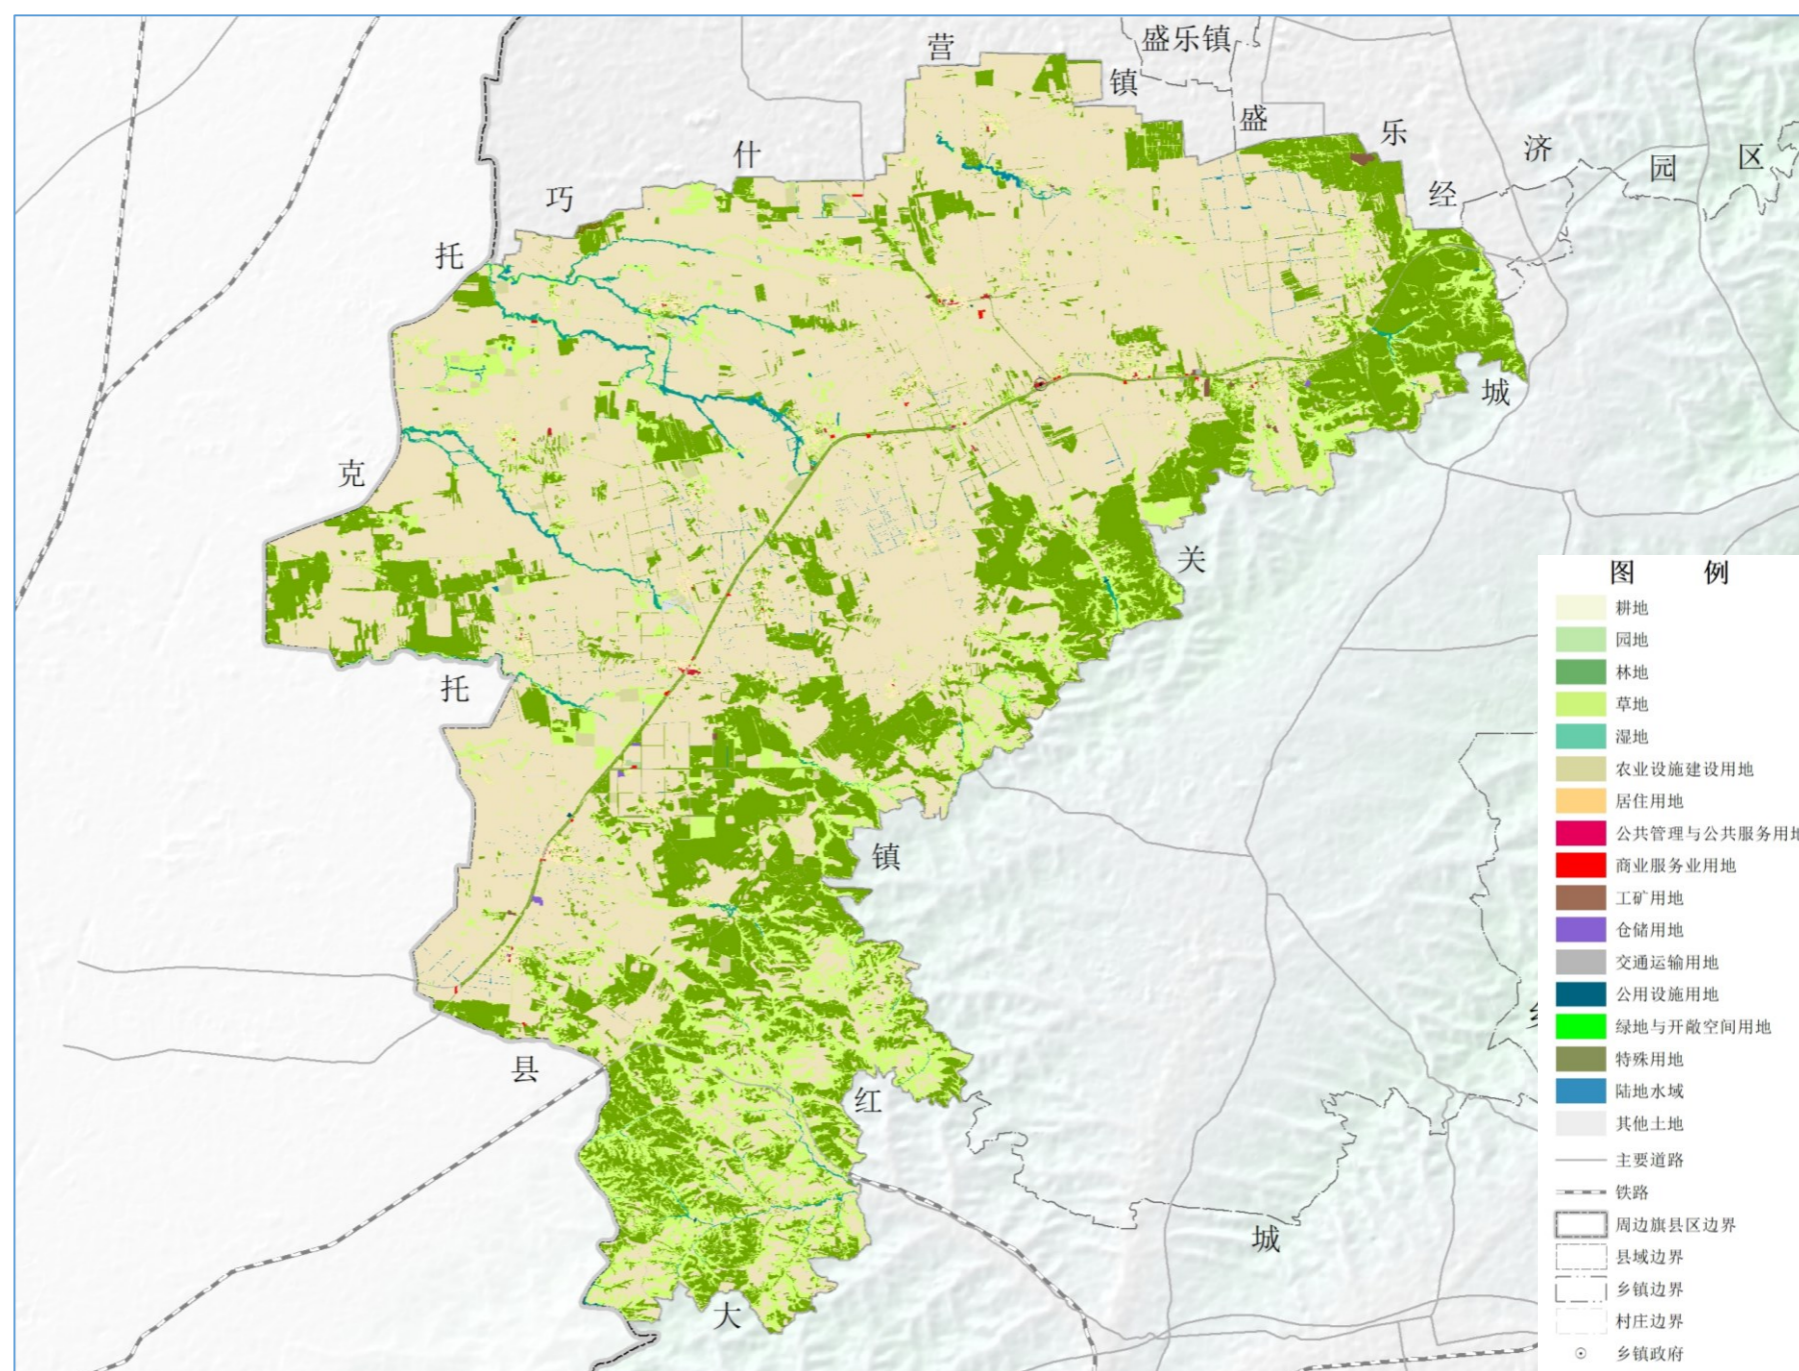 盛乐镇
营
镇
盛
乐
济
园
区
什
巧
经
托
城
克
关
托
镇
县
红
城
大
图 例
耕地
园地
林地
草地
湿地
农业设施建设用地
居住用地
公共管理与公共服务用地
商业服务业用地
工矿用地
仓储用地
交通运输用地
公用设施用地
绿地与开敞空间用地
特殊用地
陆地水域
其他土地
主要道路
铁路
周边旗县区边界
县域边界
乡镇边界
村庄边界
乡镇政府